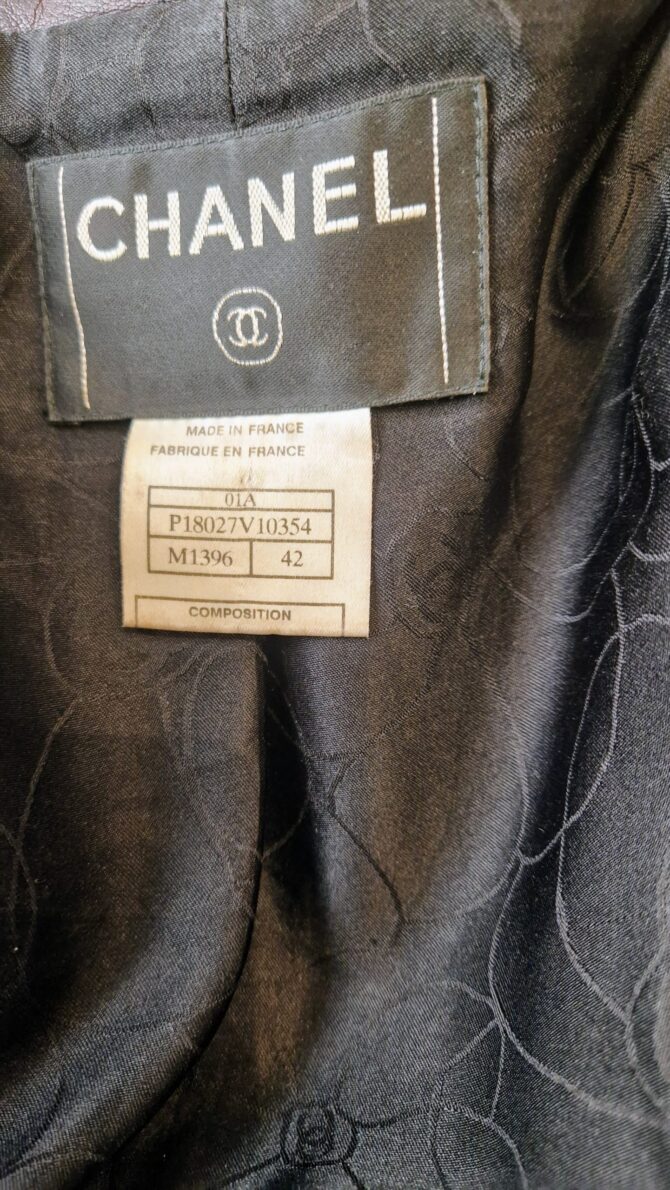 CHANEL
MADE IN FRANCE
FABRIQUE EN FRANCE
01A
P18027V10354
M1396 42
COMPOSITION